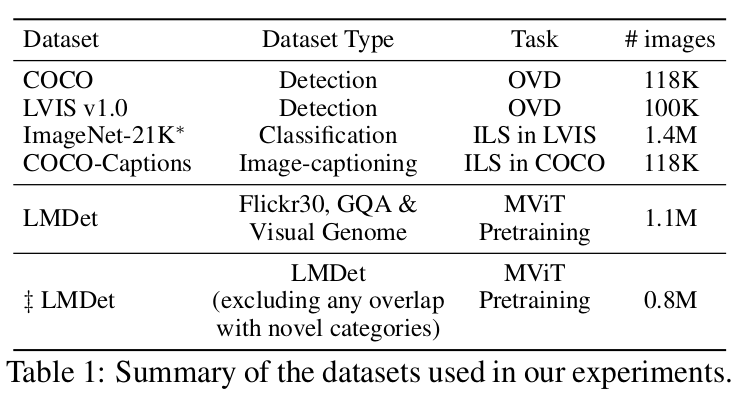 Dataset Dataset Type Task # images
COCO Detection OVD 118K
LVIS v1.0 Detection OVD 100K
ImageNet-21K* Classification ILS in LVIS 1.4M
COCO-Captions Image-captioning ILS in COCO 118K
LMDet Flickr30, GQA & Visual Genome MViT Pretraining 1.1M
‡ LMDet LMDet (excluding any overlap with novel categories) MViT Pretraining 0.8M
Table 1: Summary of the datasets used in our experiments.